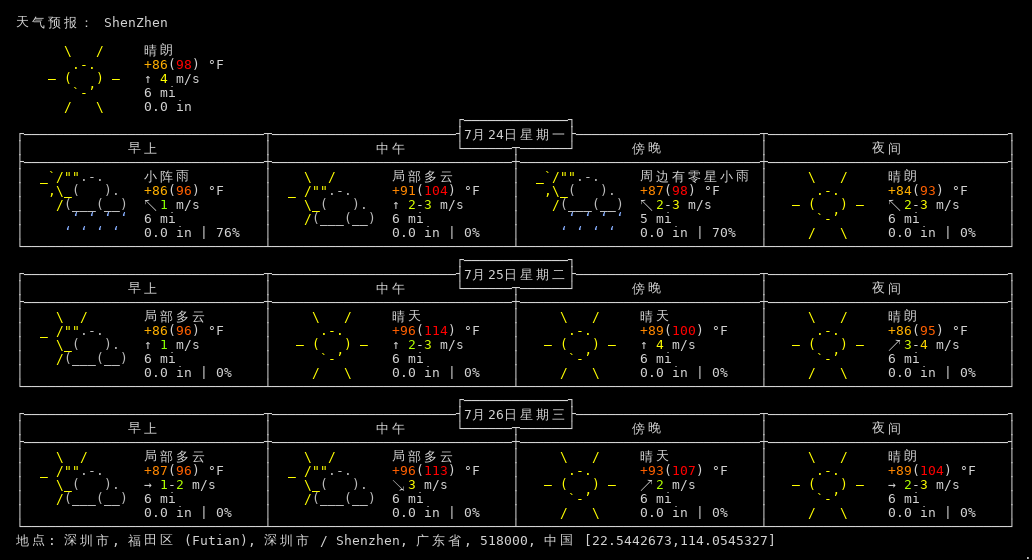 天气预报： ShenZhen
晴朗
+86(98) °F
↑ 4 m/s
6 mi
0.0 in
7月24日星期一
早上 中午 傍晚 夜间
小阵雨 局部多云 周边有零星小雨 晴朗
+86(96) °F +91(104) °F +87(98) °F +84(93) °F
↖ 1 m/s ↑ 2-3 m/s ↖ 2-3 m/s ↖ 2-3 m/s
6 mi 6 mi 5 mi 6 mi
0.0 in | 76% 0.0 in | 0% 0.0 in | 70% 0.0 in | 0%
7月25日星期二
早上 中午 傍晚 夜间
局部多云 晴天 晴天 晴朗
+86(96) °F +96(114) °F +89(100) °F +86(95) °F
↑ 1 m/s ↑ 2-3 m/s ↑ 4 m/s ↗ 3-4 m/s
6 mi 6 mi 6 mi 6 mi
0.0 in | 0% 0.0 in | 0% 0.0 in | 0% 0.0 in | 0%
7月26日星期三
早上 中午 傍晚 夜间
局部多云 局部多云 晴天 晴朗
+87(96) °F +96(113) °F +93(107) °F +89(104) °F
→ 1-2 m/s ↘ 3 m/s ↗ 2 m/s → 2-3 m/s
6 mi 6 mi 6 mi 6 mi
0.0 in | 0% 0.0 in | 0% 0.0 in | 0% 0.0 in | 0%
地点: 深圳市, 福田区 (Futian), 深圳市 / Shenzhen, 广东省, 518000, 中国 [22.5442673,114.0545327]